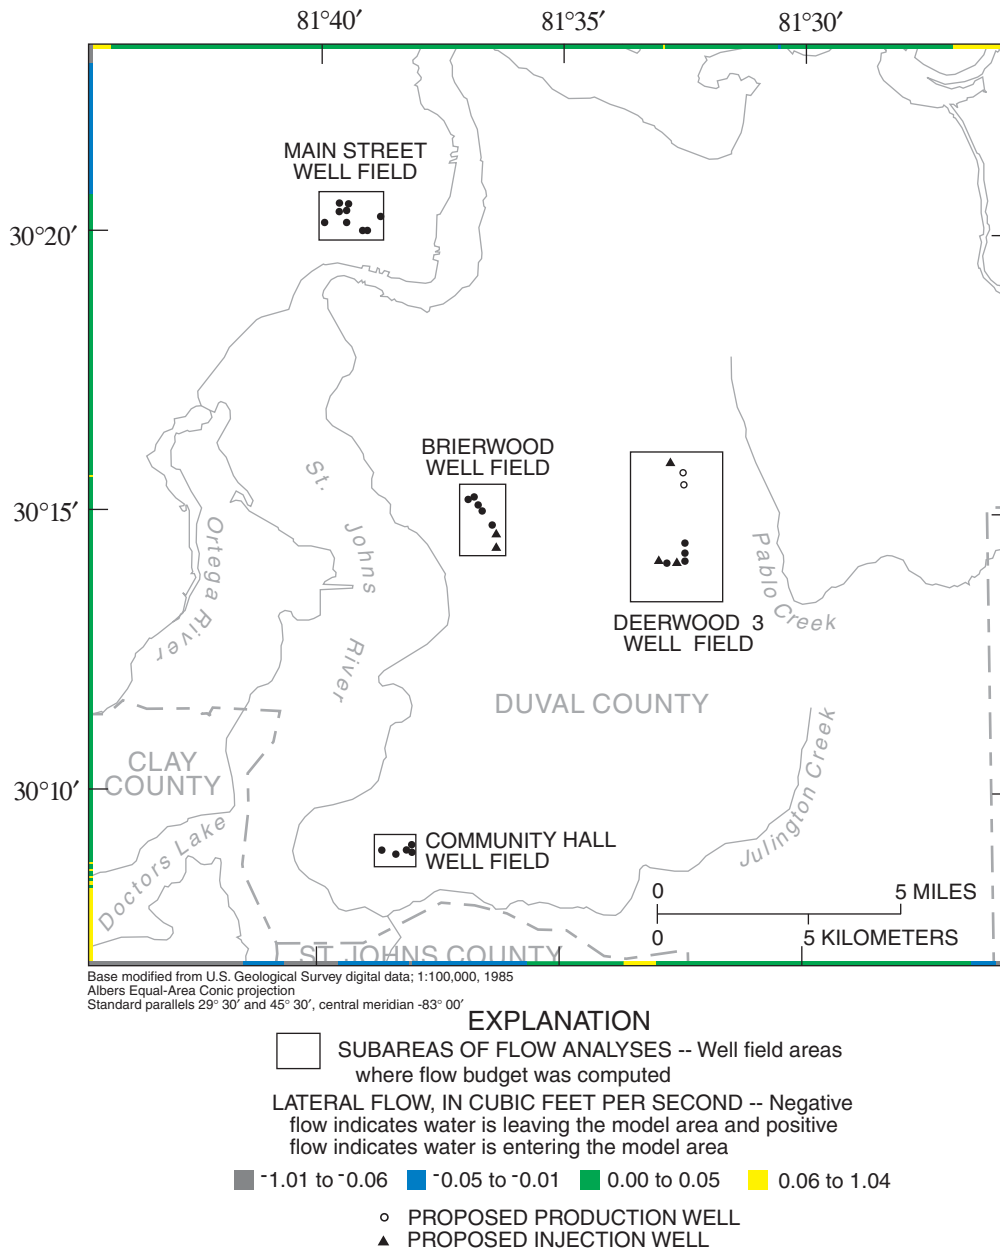 81°40′ 81°35′ 81°30′
MAIN STREET
WELL FIELD
30°20′
BRIERWOOD
WELL FIELD
St. Johns River
30°15′
Ortega River
Pablo Creek
DEERWOOD 3
WELL FIELD
DUVAL COUNTY
CLAY
COUNTY
30°10′
Julington Creek
Doctors Lake
COMMUNITY HALL
WELL FIELD
0 5 MILES
0 5 KILOMETERS
ST. JOHNS COUNTY
Base modified from U.S. Geological Survey digital data; 1:100,000, 1985
Albers Equal-Area Conic projection
Standard parallels 29° 30′ and 45° 30′, central meridian -83° 00′
EXPLANATION
SUBAREAS OF FLOW ANALYSES -- Well field areas
where flow budget was computed
LATERAL FLOW, IN CUBIC FEET PER SECOND -- Negative
flow indicates water is leaving the model area and positive
flow indicates water is entering the model area
-1.01 to -0.06 -0.05 to -0.01 0.00 to 0.05 0.06 to 1.04
PROPOSED PRODUCTION WELL
PROPOSED INJECTION WELL